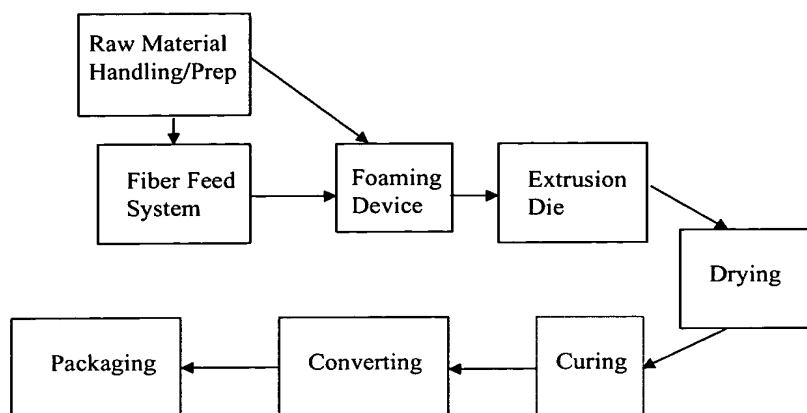 Raw Material
Handling/Prep
Fiber Feed
System
Foaming
Device
Extrusion
Die
Drying
Curing
Converting
Packaging